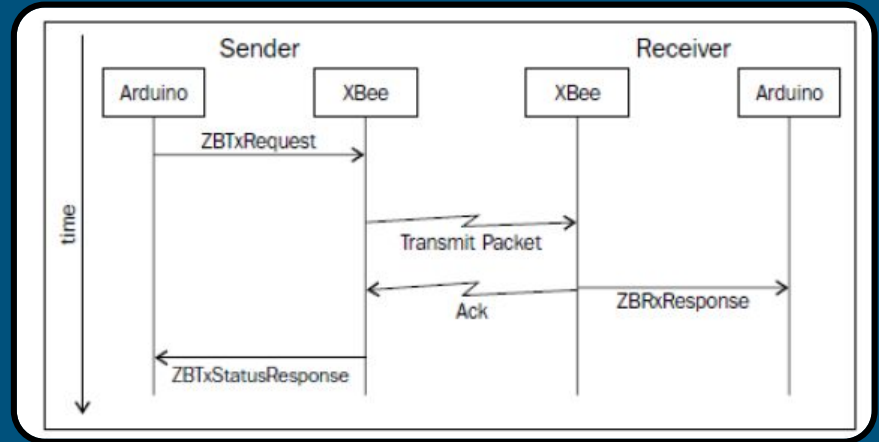 Sender
Receiver
Arduino
XBee
XBee
Arduino
ZBTxRequest
time
Transmit Packet
Ack
ZBRxResponse
ZBTxStatusResponse